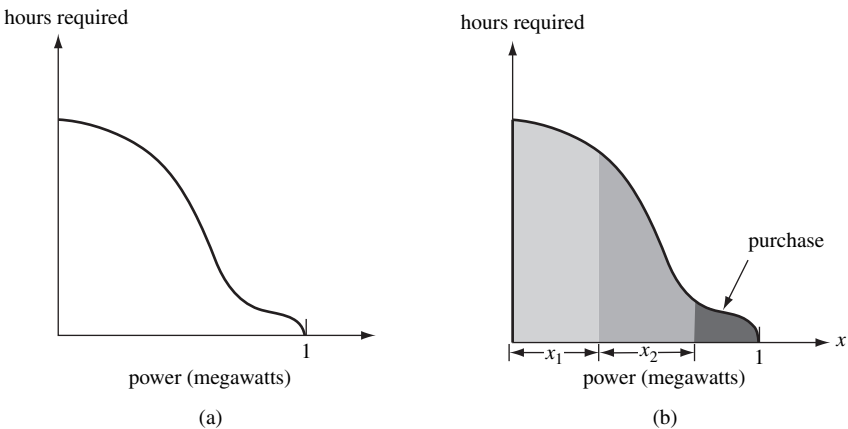 hours required
1
power (megawatts)
(a)
hours required
purchase
x
x₁
x₂
1
power (megawatts)
(b)